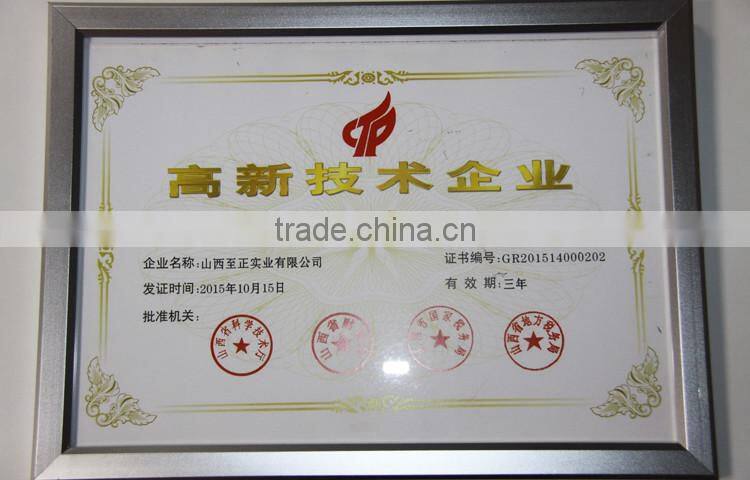 CTP
高新技术企业
trade.china.cn
企业名称:山西至正实业有限公司
证书编号:GR201514000202
发证时间:2015年10月15日
有效期:三年
批准机关:
山西省科学技术厅
山西省财
省国家税务局
山西省地方税务局